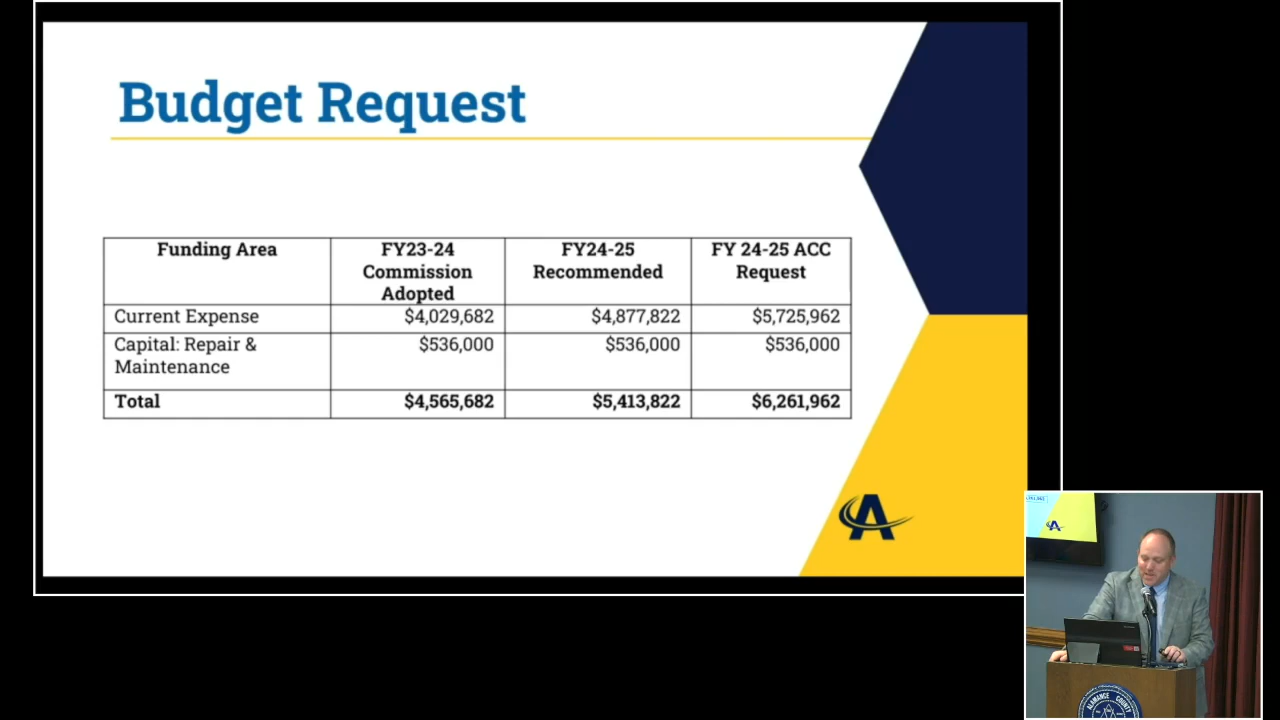 Budget Request
Funding Area
FY23-24
Commission
Adopted
FY24-25
Recommended
FY 24-25 ACC
Request
Current Expense
$4,029,682
$4,877,822
$5,725,962
Capital: Repair &
Maintenance
$536,000
$536,000
$536,000
Total
$4,565,682
$5,413,822
$6,261,962
ALAMANCE COUNTY